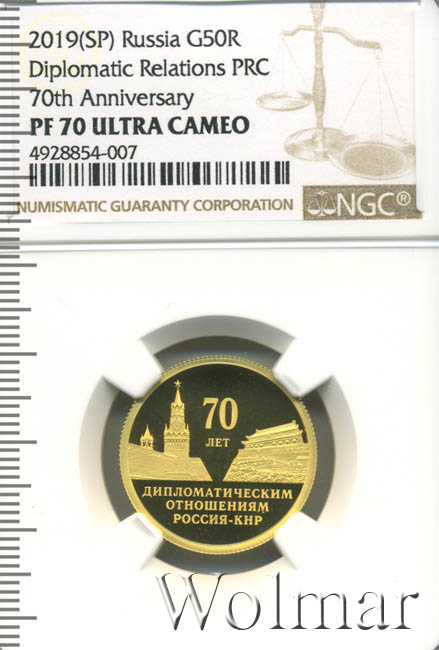 2019(SP) Russia G50R
Diplomatic Relations PRC
70th Anniversary
PF 70 ULTRA CAMEO
4928854-007
NUMISMATIC GUARANTY CORPORATION
NGC®
70
ЛЕТ
ДИПЛОМАТИЧЕСКИМ
ОТНОШЕНИЯМ
РОССИЯ-КНР
Wolmar